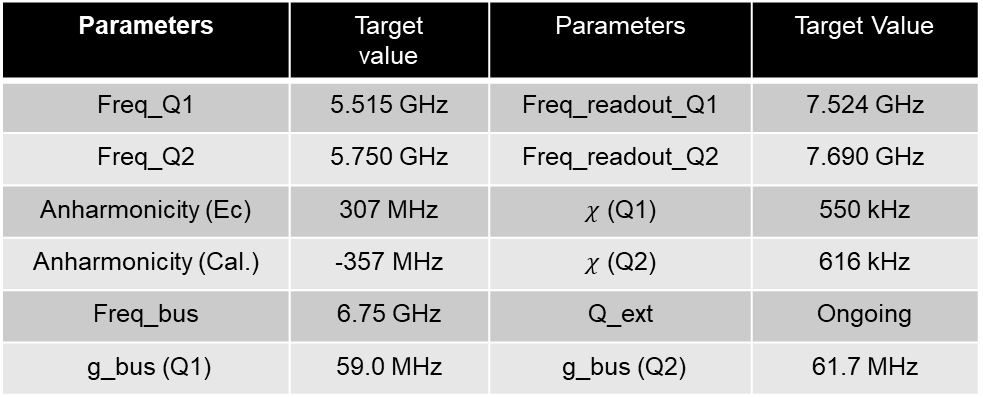 Parameters Target value Parameters Target Value
Freq_Q1 5.515 GHz Freq_readout_Q1 7.524 GHz
Freq_Q2 5.750 GHz Freq_readout_Q2 7.690 GHz
Anharmonicity (Ec) 307 MHz 𝜒 (Q1) 550 kHz
Anharmonicity (Cal.) -357 MHz 𝜒 (Q2) 616 kHz
Freq_bus 6.75 GHz Q_ext Ongoing
g_bus (Q1) 59.0 MHz g_bus (Q2) 61.7 MHz